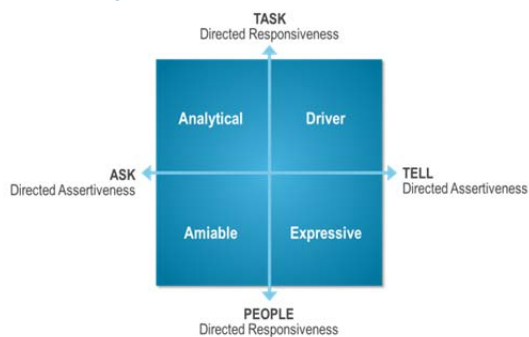 TASK
Directed Responsiveness
Analytical
Driver
ASK
Directed Assertiveness
TELL
Directed Assertiveness
Amiable
Expressive
PEOPLE
Directed Responsiveness